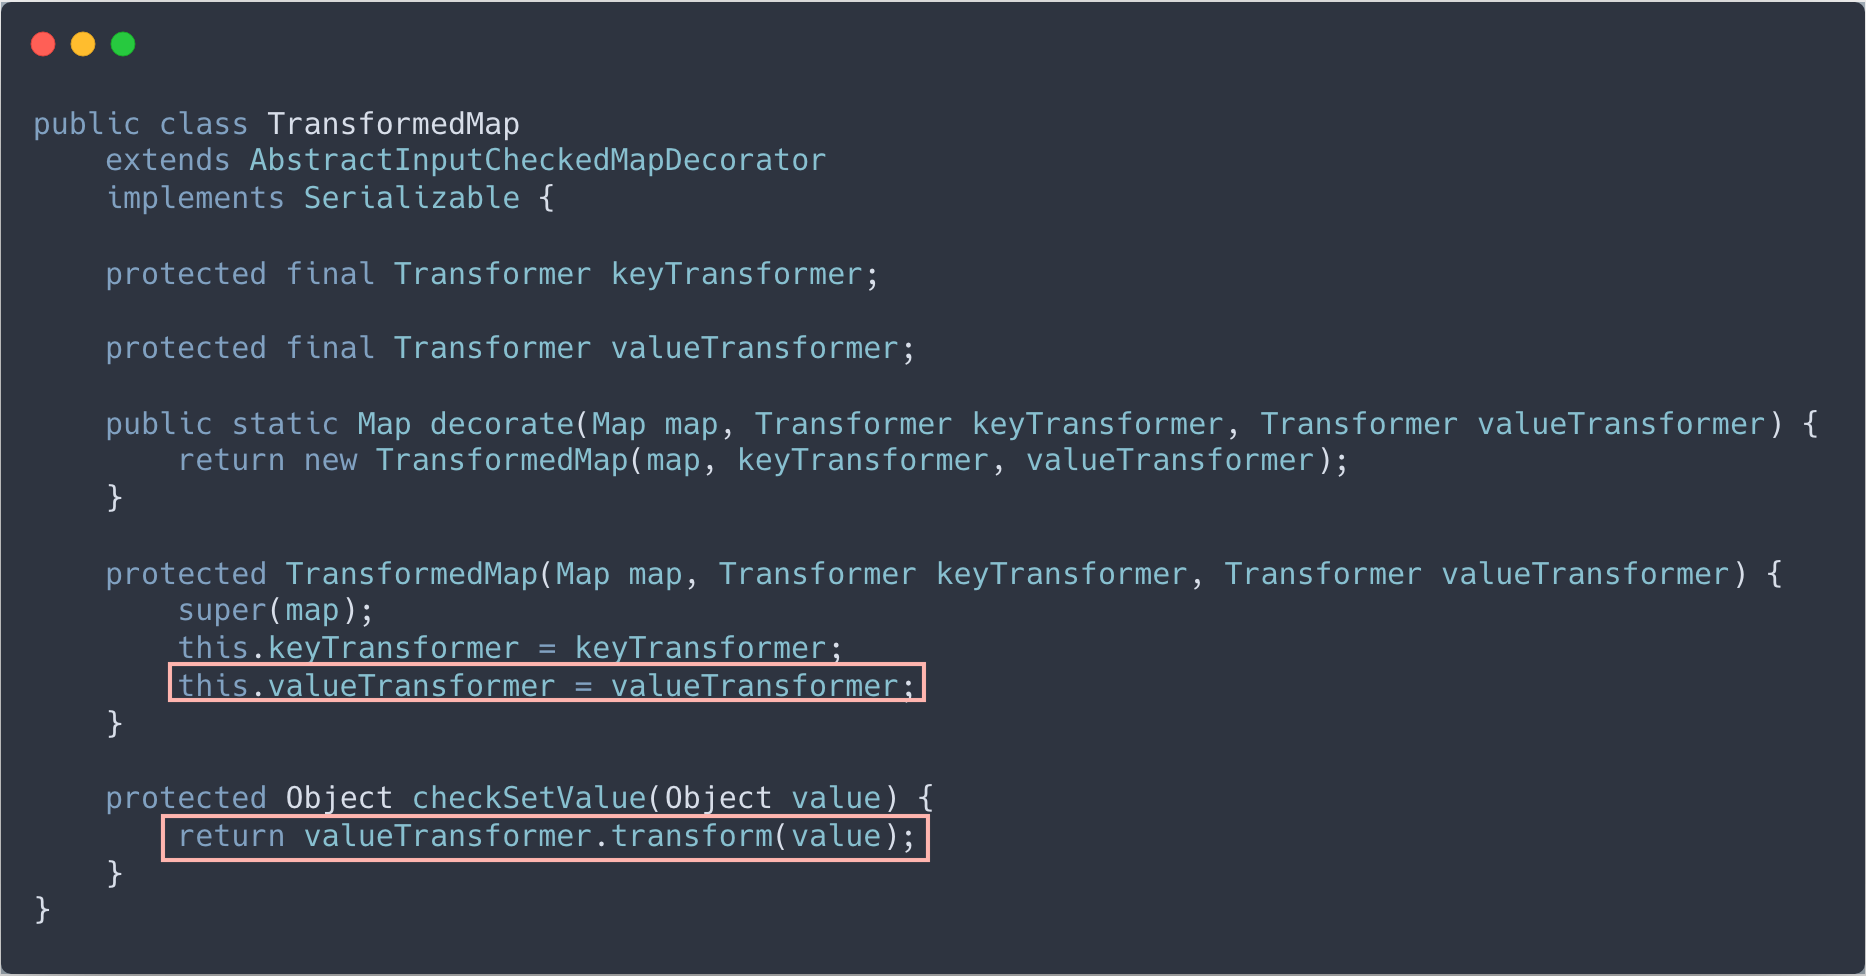 public class TransformedMap
    extends AbstractInputCheckedMapDecorator
    implements Serializable {

    protected final Transformer keyTransformer;

    protected final Transformer valueTransformer;

    public static Map decorate(Map map, Transformer keyTransformer, Transformer valueTransformer) {
        return new TransformedMap(map, keyTransformer, valueTransformer);
    }

    protected TransformedMap(Map map, Transformer keyTransformer, Transformer valueTransformer) {
        super(map);
        this.keyTransformer = keyTransformer;
        this.valueTransformer = valueTransformer;
    }

    protected Object checkSetValue(Object value) {
        return valueTransformer.transform(value);
    }
}